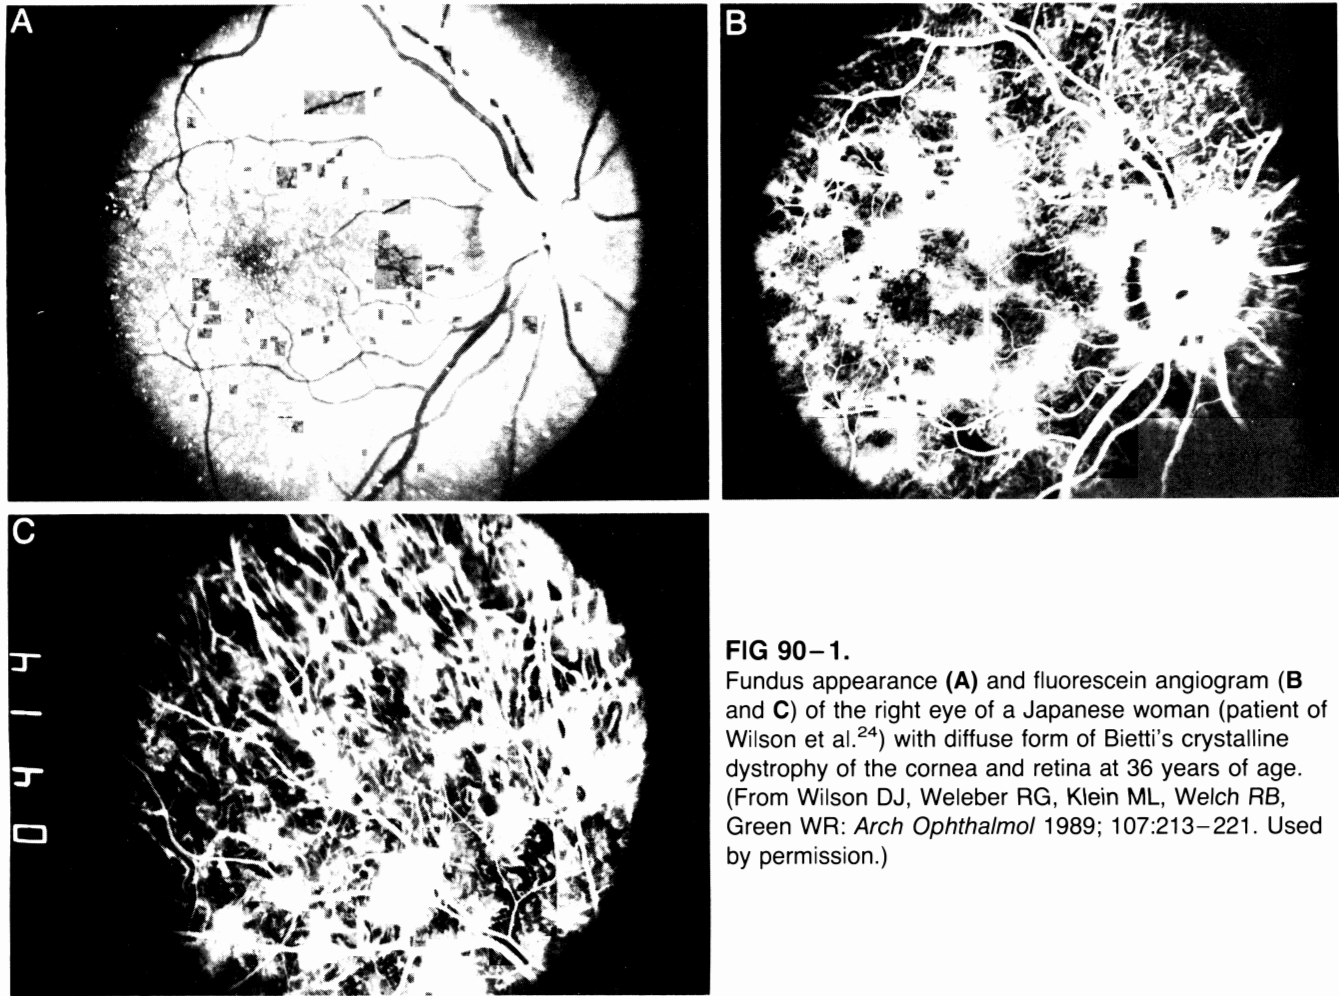 A
B
C
4140
FIG 90–1.
Fundus appearance (A) and fluorescein angiogram (B
and C) of the right eye of a Japanese woman (patient of
Wilson et al.24) with diffuse form of Bietti's crystalline
dystrophy of the cornea and retina at 36 years of age.
(From Wilson DJ, Weleber RG, Klein ML, Welch RB,
Green WR: Arch Ophthalmol 1989; 107:213–221. Used
by permission.)